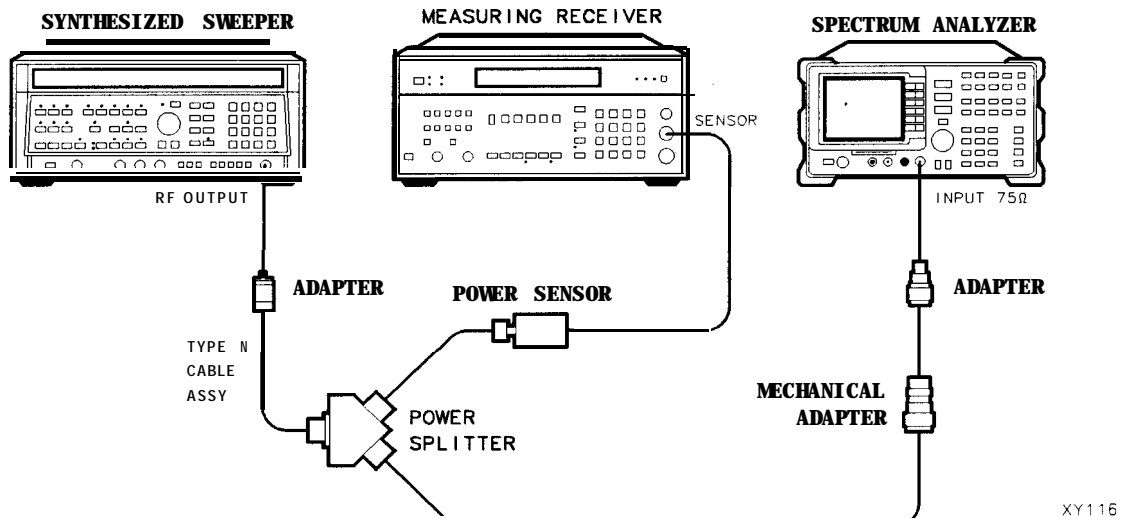 SYNTHESIZED SWEEPER
MEASURING RECEIVER
SPECTRUM ANALYZER
SENSOR
RF OUTPUT
INPUT 75Ω
ADAPTER
POWER SENSOR
ADAPTER
TYPE N
CABLE
ASSY
POWER
SPLITTER
MECHANICAL
ADAPTER
XY116